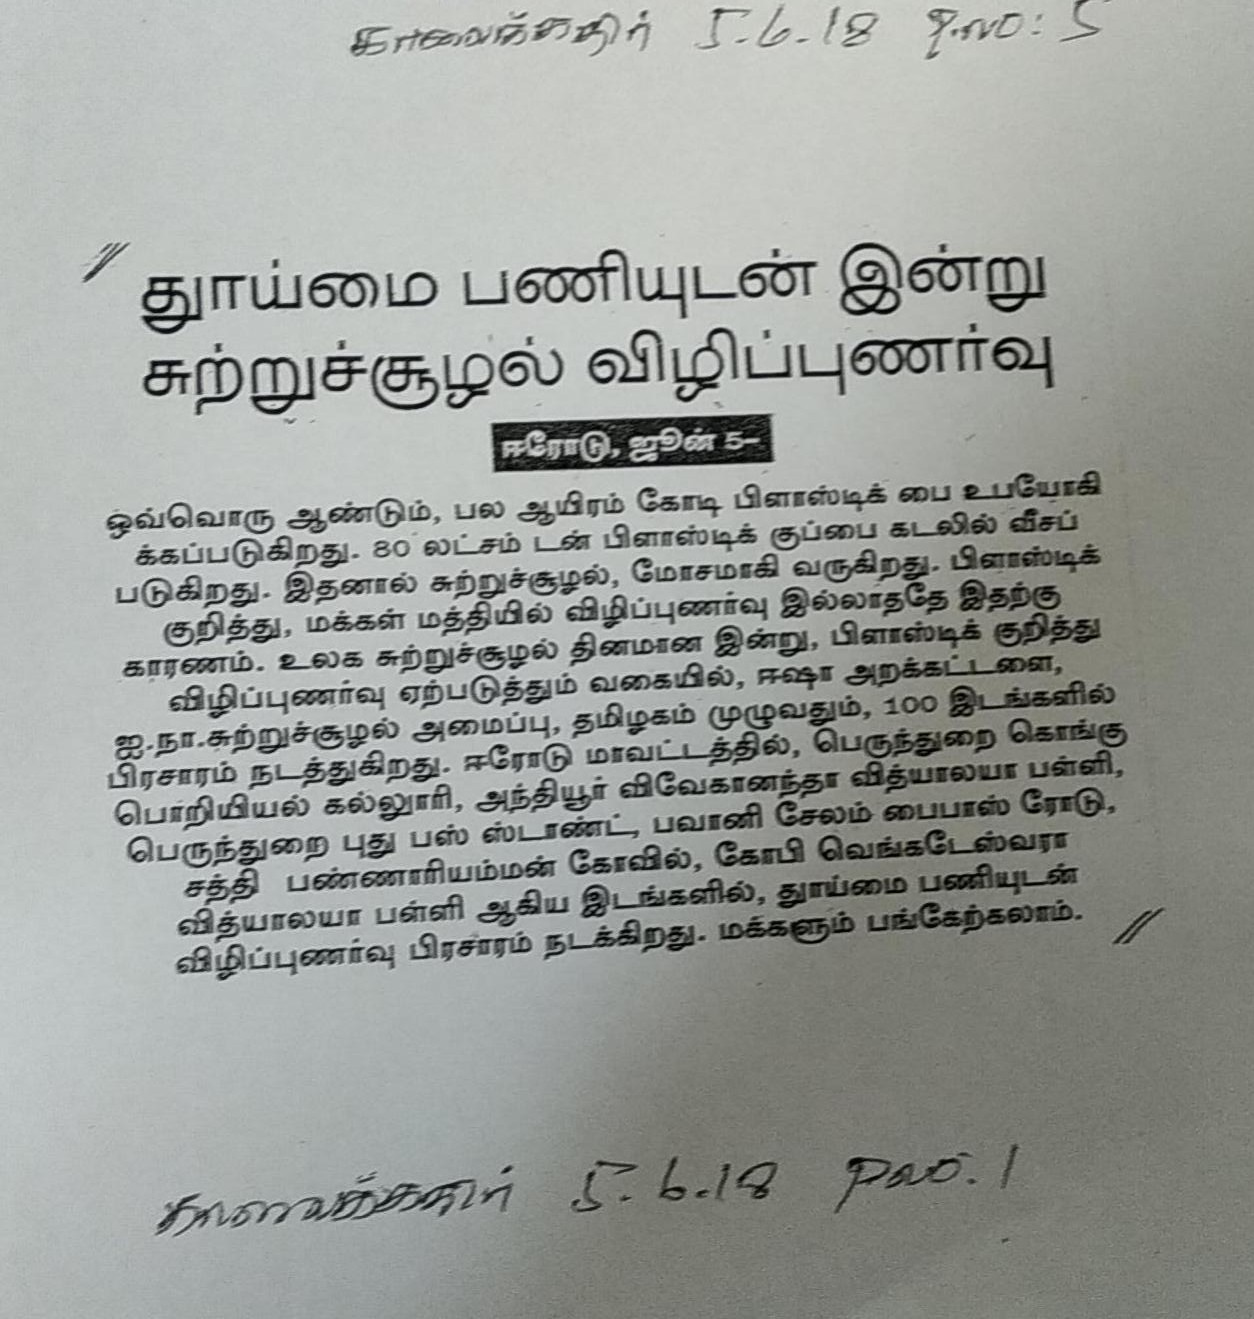 காலைக்கதிர் 5.6.18 P.No: 5
தூய்மை பணியுடன் இன்று
சுற்றுச்சூழல் விழிப்புணர்வு
ஈரோடு, ஜூன் 5–
ஒவ்வொரு ஆண்டும், பல ஆயிரம் கோடி பிளாஸ்டிக் பை உபயோகி
க்கப்படுகிறது. 80 லட்சம் டன் பிளாஸ்டிக் குப்பை கடலில் வீசப்
படுகிறது. இதனால் சுற்றுச்சூழல், மோசமாகி வருகிறது. பிளாஸ்டிக்
குறித்து, மக்கள் மத்தியில் விழிப்புணர்வு இல்லாததே இதற்கு
காரணம். உலக சுற்றுச்சூழல் தினமான இன்று, பிளாஸ்டிக் குறித்து
விழிப்புணர்வு ஏற்படுத்தும் வகையில், ஈஷா அறக்கட்டளை,
ஐ.நா.சுற்றுச்சூழல் அமைப்பு, தமிழகம் முழுவதும், 100 இடங்களில்
பிரசாரம் நடத்துகிறது. ஈரோடு மாவட்டத்தில், பெருந்துறை கொங்கு
பொறியியல் கல்லூரி, அந்தியூர் விவேகானந்தா வித்யாலயா பள்ளி,
பெருந்துறை புது பஸ் ஸ்டாண்ட், பவானி சேலம் பைபாஸ் ரோடு,
சத்தி பண்ணாரியம்மன் கோவில், கோபி வெங்கடேஸ்வரா
வித்யாலயா பள்ளி ஆகிய இடங்களில், தூய்மை பணியுடன்
விழிப்புணர்வு பிரசாரம் நடக்கிறது. மக்களும் பங்கேற்கலாம்.
காலைக்கதிர் 5.6.18 P.No. 1